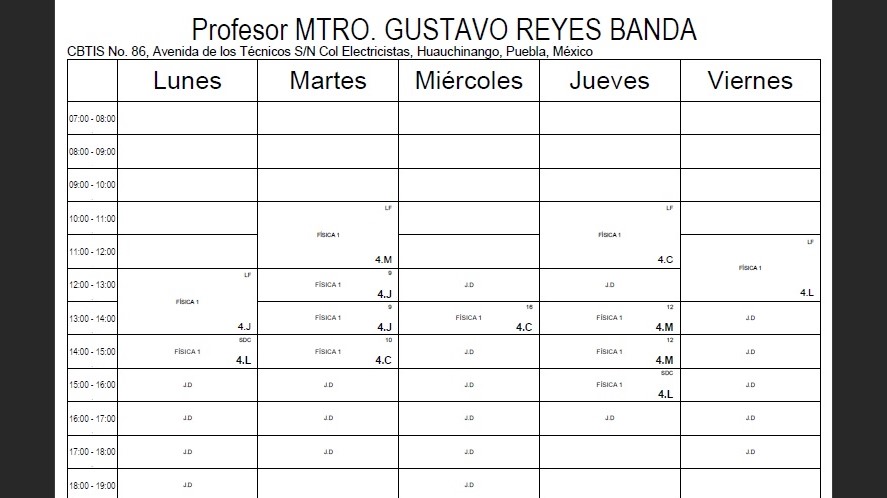 Profesor MTRO. GUSTAVO REYES BANDA
CBTIS No. 86, Avenida de los Técnicos S/N Col Electricistas, Huauchinango, Puebla, México
Lunes Martes Miércoles Jueves Viernes
07:00 - 08:00
08:00 - 09:00
09:00 - 10:00
10:00 - 11:00 LF LF
FÍSICA 1 FÍSICA 1
11:00 - 12:00 4.M 4.C LF
FÍSICA 1
12:00 - 13:00 LF 9
FÍSICA 1 J.D J.D
4.J 4.L
FÍSICA 1
13:00 - 14:00 9 16 12
FÍSICA 1 FÍSICA 1 FÍSICA 1 J.D
4.J 4.J 4.C 4.M
14:00 - 15:00 SDC 10 12
FÍSICA 1 FÍSICA 1 J.D FÍSICA 1 J.D
4.L 4.C 4.M
15:00 - 16:00 SDC
J.D J.D J.D FÍSICA 1 J.D
4.L
16:00 - 17:00 J.D J.D J.D J.D J.D
17:00 - 18:00 J.D J.D J.D J.D
18:00 - 19:00 J.D J.D